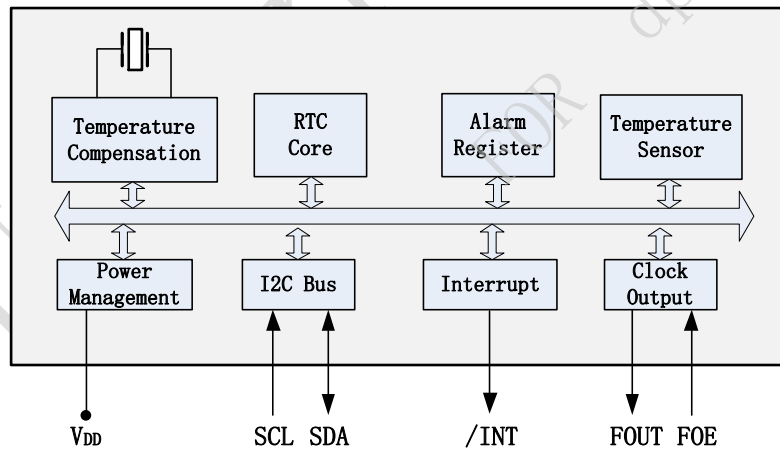 Temperature
Compensation
RTC
Core
Alarm
Register
Temperature
Sensor
Power
Management
I2C Bus
Interrupt
Clock
Output
VDD
SCL SDA
/INT
FOUT FOE
FOR